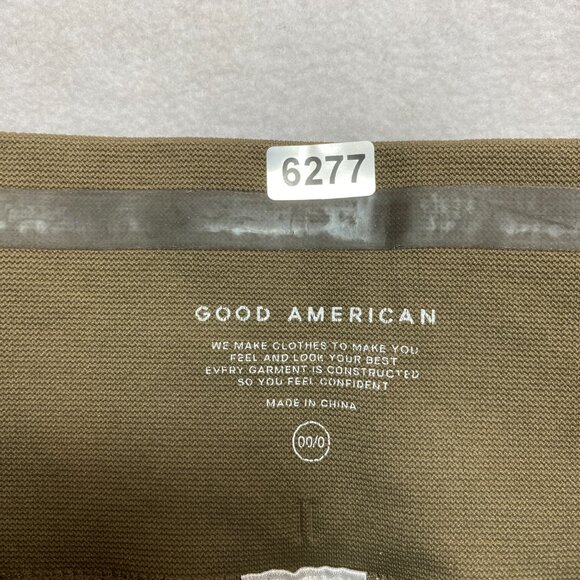 6277
GOOD AMERICAN
WE MAKE CLOTHES TO MAKE YOU
FEEL AND LOOK YOUR BEST
EVERY GARMENT IS CONSTRUCTED
SO YOU FEEL CONFIDENT
MADE IN CHINA
00/0